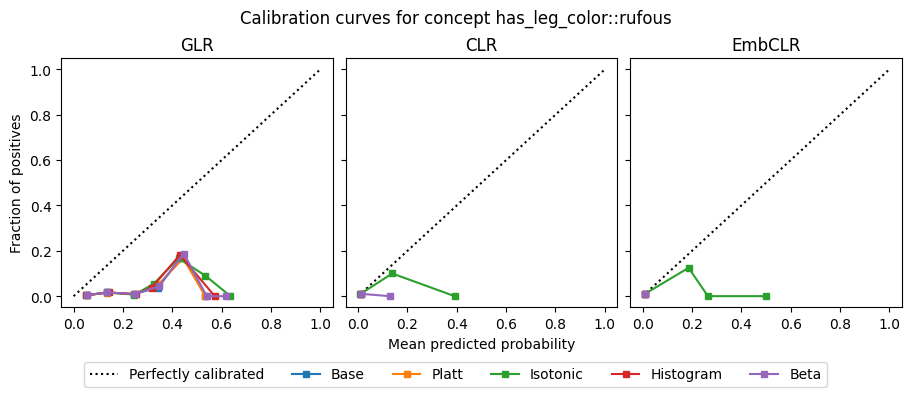 Calibration curves for concept has_leg_color::rufous
GLR
CLR
EmbCLR
Fraction of positives
1.0
0.8
0.6
0.4
0.2
0.0
0.0 0.2 0.4 0.6 0.8 1.0
0.0 0.2 0.4 0.6 0.8 1.0
0.0 0.2 0.4 0.6 0.8 1.0
Mean predicted probability
Perfectly calibrated Base Platt Isotonic Histogram Beta